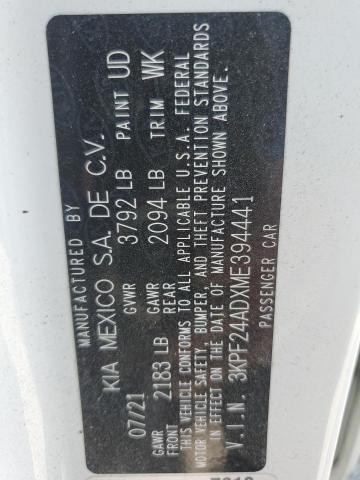 MANUFACTURED BY
KIA MEXICO S.A. DE C.V.
07/21 GVWR 3792 LB PAINT UD
GAWR FRONT 2183 LB GAWR REAR 2094 LB TRIM WK
THIS VEHICLE CONFORMS TO ALL APPLICABLE U.S.A. FEDERAL
MOTOR VEHICLE SAFETY, BUMPER, AND THEFT PREVENTION STANDARDS
IN EFFECT ON THE DATE OF MANUFACTURE SHOWN ABOVE.
V.I.N. 3KPF24ADXME394441
PASSENGER CAR